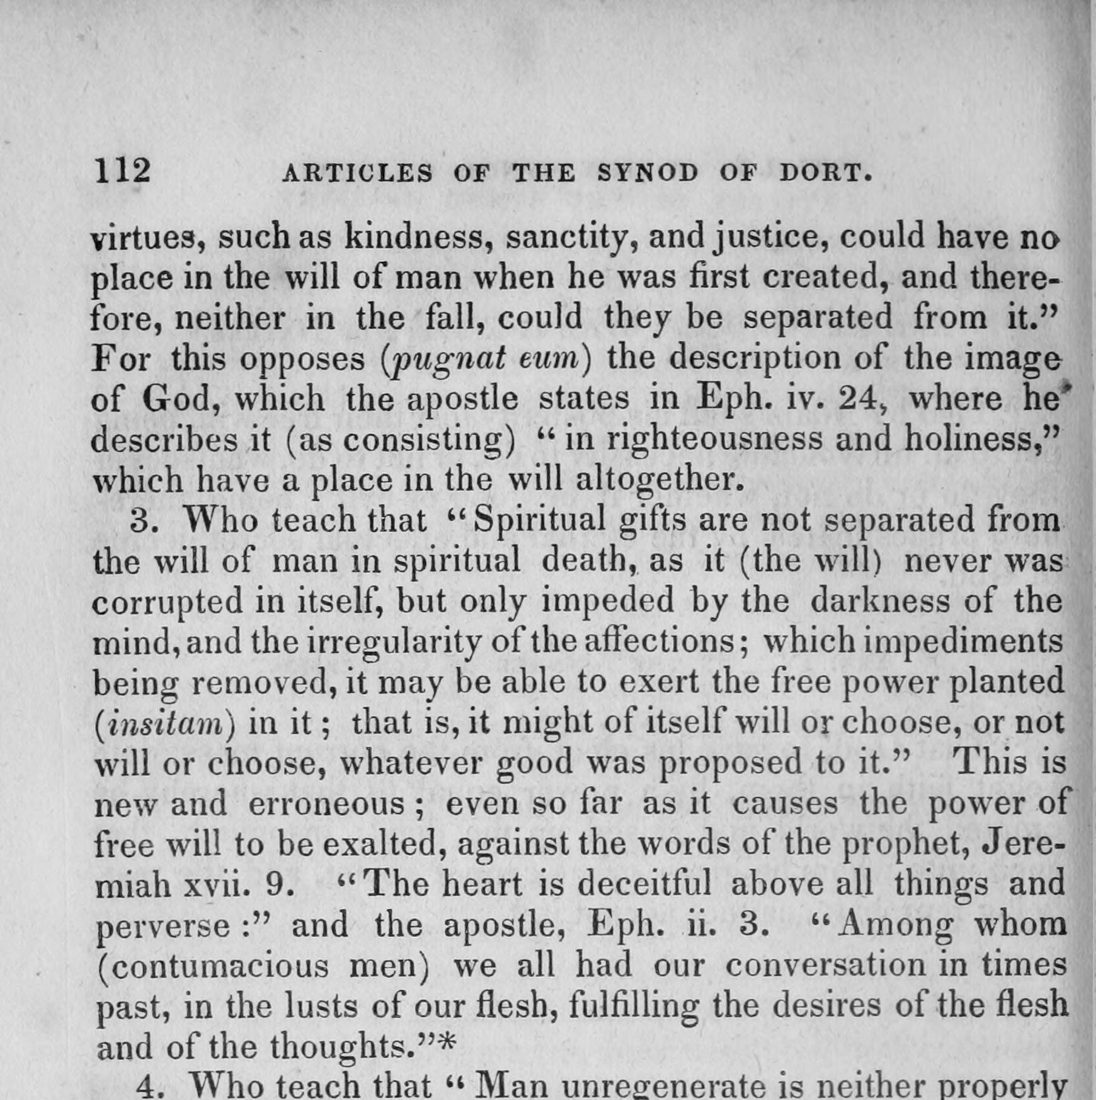 112 ARTICLES OF THE SYNOD OF DORT.
virtues, such as kindness, sanctity, and justice, could have no
place in the will of man when he was first created, and there-
fore, neither in the fall, could they be separated from it.”
For this opposes (pugnat eum) the description of the image
of God, which the apostle states in Eph. iv. 24, where he
describes it (as consisting) “ in righteousness and holiness,”
which have a place in the will altogether.
3. Who teach that “Spiritual gifts are not separated from
the will of man in spiritual death, as it (the will) never was
corrupted in itself, but only impeded by the darkness of the
mind, and the irregularity of the affections; which impediments
being removed, it may be able to exert the free power planted
(insitam) in it ; that is, it might of itself will or choose, or not
will or choose, whatever good was proposed to it.” This is
new and erroneous ; even so far as it causes the power of
free will to be exalted, against the words of the prophet, Jere-
miah xvii. 9. “The heart is deceitful above all things and
perverse :” and the apostle, Eph. ii. 3. “Among whom
(contumacious men) we all had our conversation in times
past, in the lusts of our flesh, fulfilling the desires of the flesh
and of the thoughts.”*
4. Who teach that “ Man unregenerate is neither properly